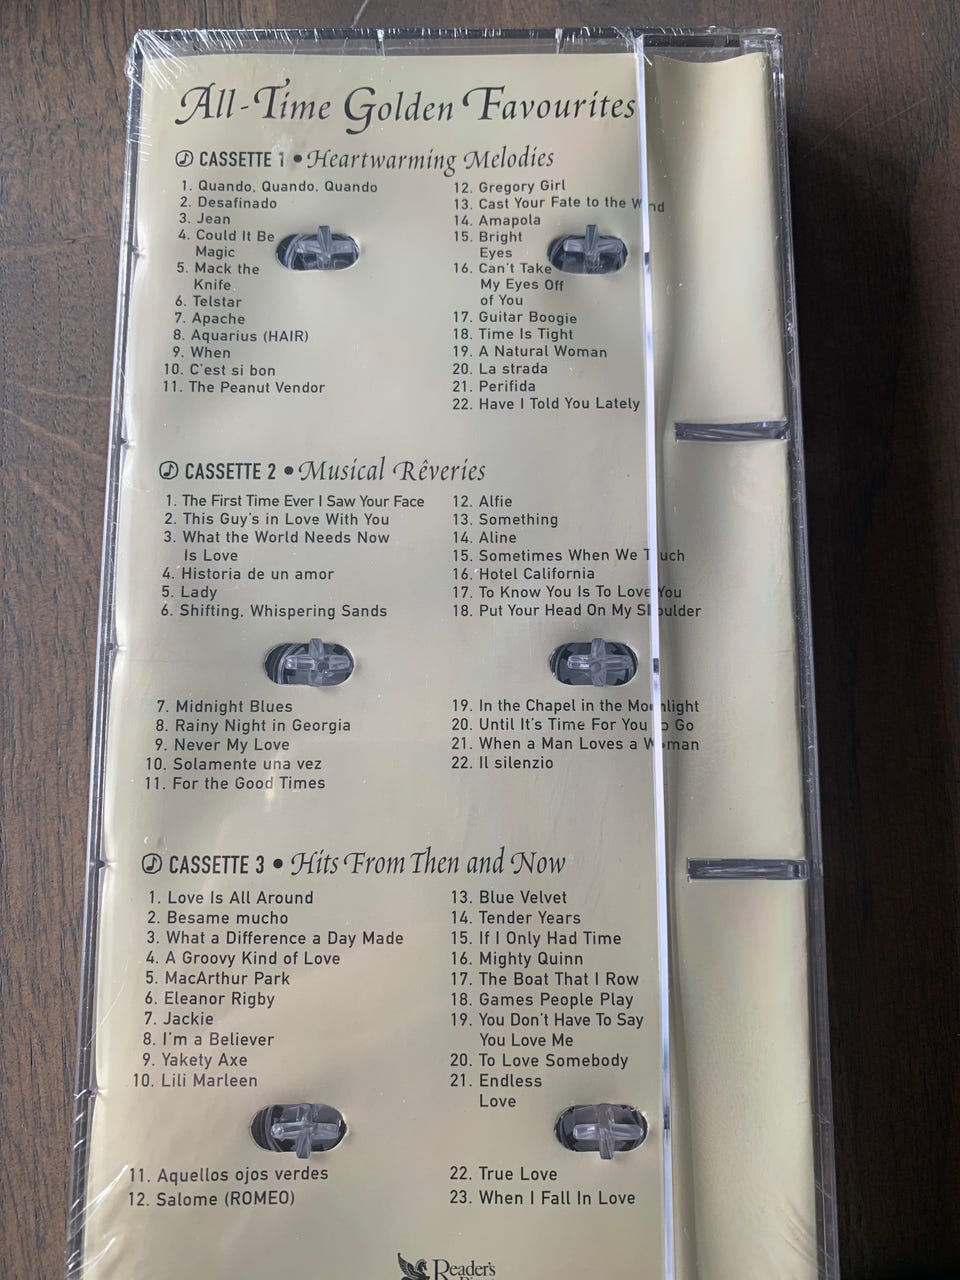 All-Time Golden Favourites
CASSETTE 1 • Heartwarming Melodies
1. Quando, Quando, Quando
2. Desafinado
3. Jean
4. Could It Be
Magic
5. Mack the
Knife
6. Telstar
7. Apache
8. Aquarius (HAIR)
9. When
10. C'est si bon
11. The Peanut Vendor
12. Gregory Girl
13. Cast Your Fate to the Wind
14. Amapola
15. Bright
Eyes
16. Can't Take
My Eyes Off
of You
17. Guitar Boogie
18. Time Is Tight
19. A Natural Woman
20. La strada
21. Perifida
22. Have I Told You Lately
CASSETTE 2 • Musical Rêveries
1. The First Time Ever I Saw Your Face
2. This Guy's in Love With You
3. What the World Needs Now
Is Love
4. Historia de un amor
5. Lady
6. Shifting, Whispering Sands
7. Midnight Blues
8. Rainy Night in Georgia
9. Never My Love
10. Solamente una vez
11. For the Good Times
12. Alfie
13. Something
14. Aline
15. Sometimes When We Touch
16. Hotel California
17. To Know You Is To Love You
18. Put Your Head On My Shoulder
19. In the Chapel in the Moonlight
20. Until It's Time For You to Go
21. When a Man Loves a Woman
22. Il silenzio
CASSETTE 3 • Hits From Then and Now
1. Love Is All Around
2. Besame mucho
3. What a Difference a Day Made
4. A Groovy Kind of Love
5. MacArthur Park
6. Eleanor Rigby
7. Jackie
8. I'm a Believer
9. Yakety Axe
10. Lili Marleen
11. Aquellos ojos verdes
12. Salome (ROMEO)
13. Blue Velvet
14. Tender Years
15. If I Only Had Time
16. Mighty Quinn
17. The Boat That I Row
18. Games People Play
19. You Don't Have To Say
You Love Me
20. To Love Somebody
21. Endless
Love
22. True Love
23. When I Fall In Love
Reader's